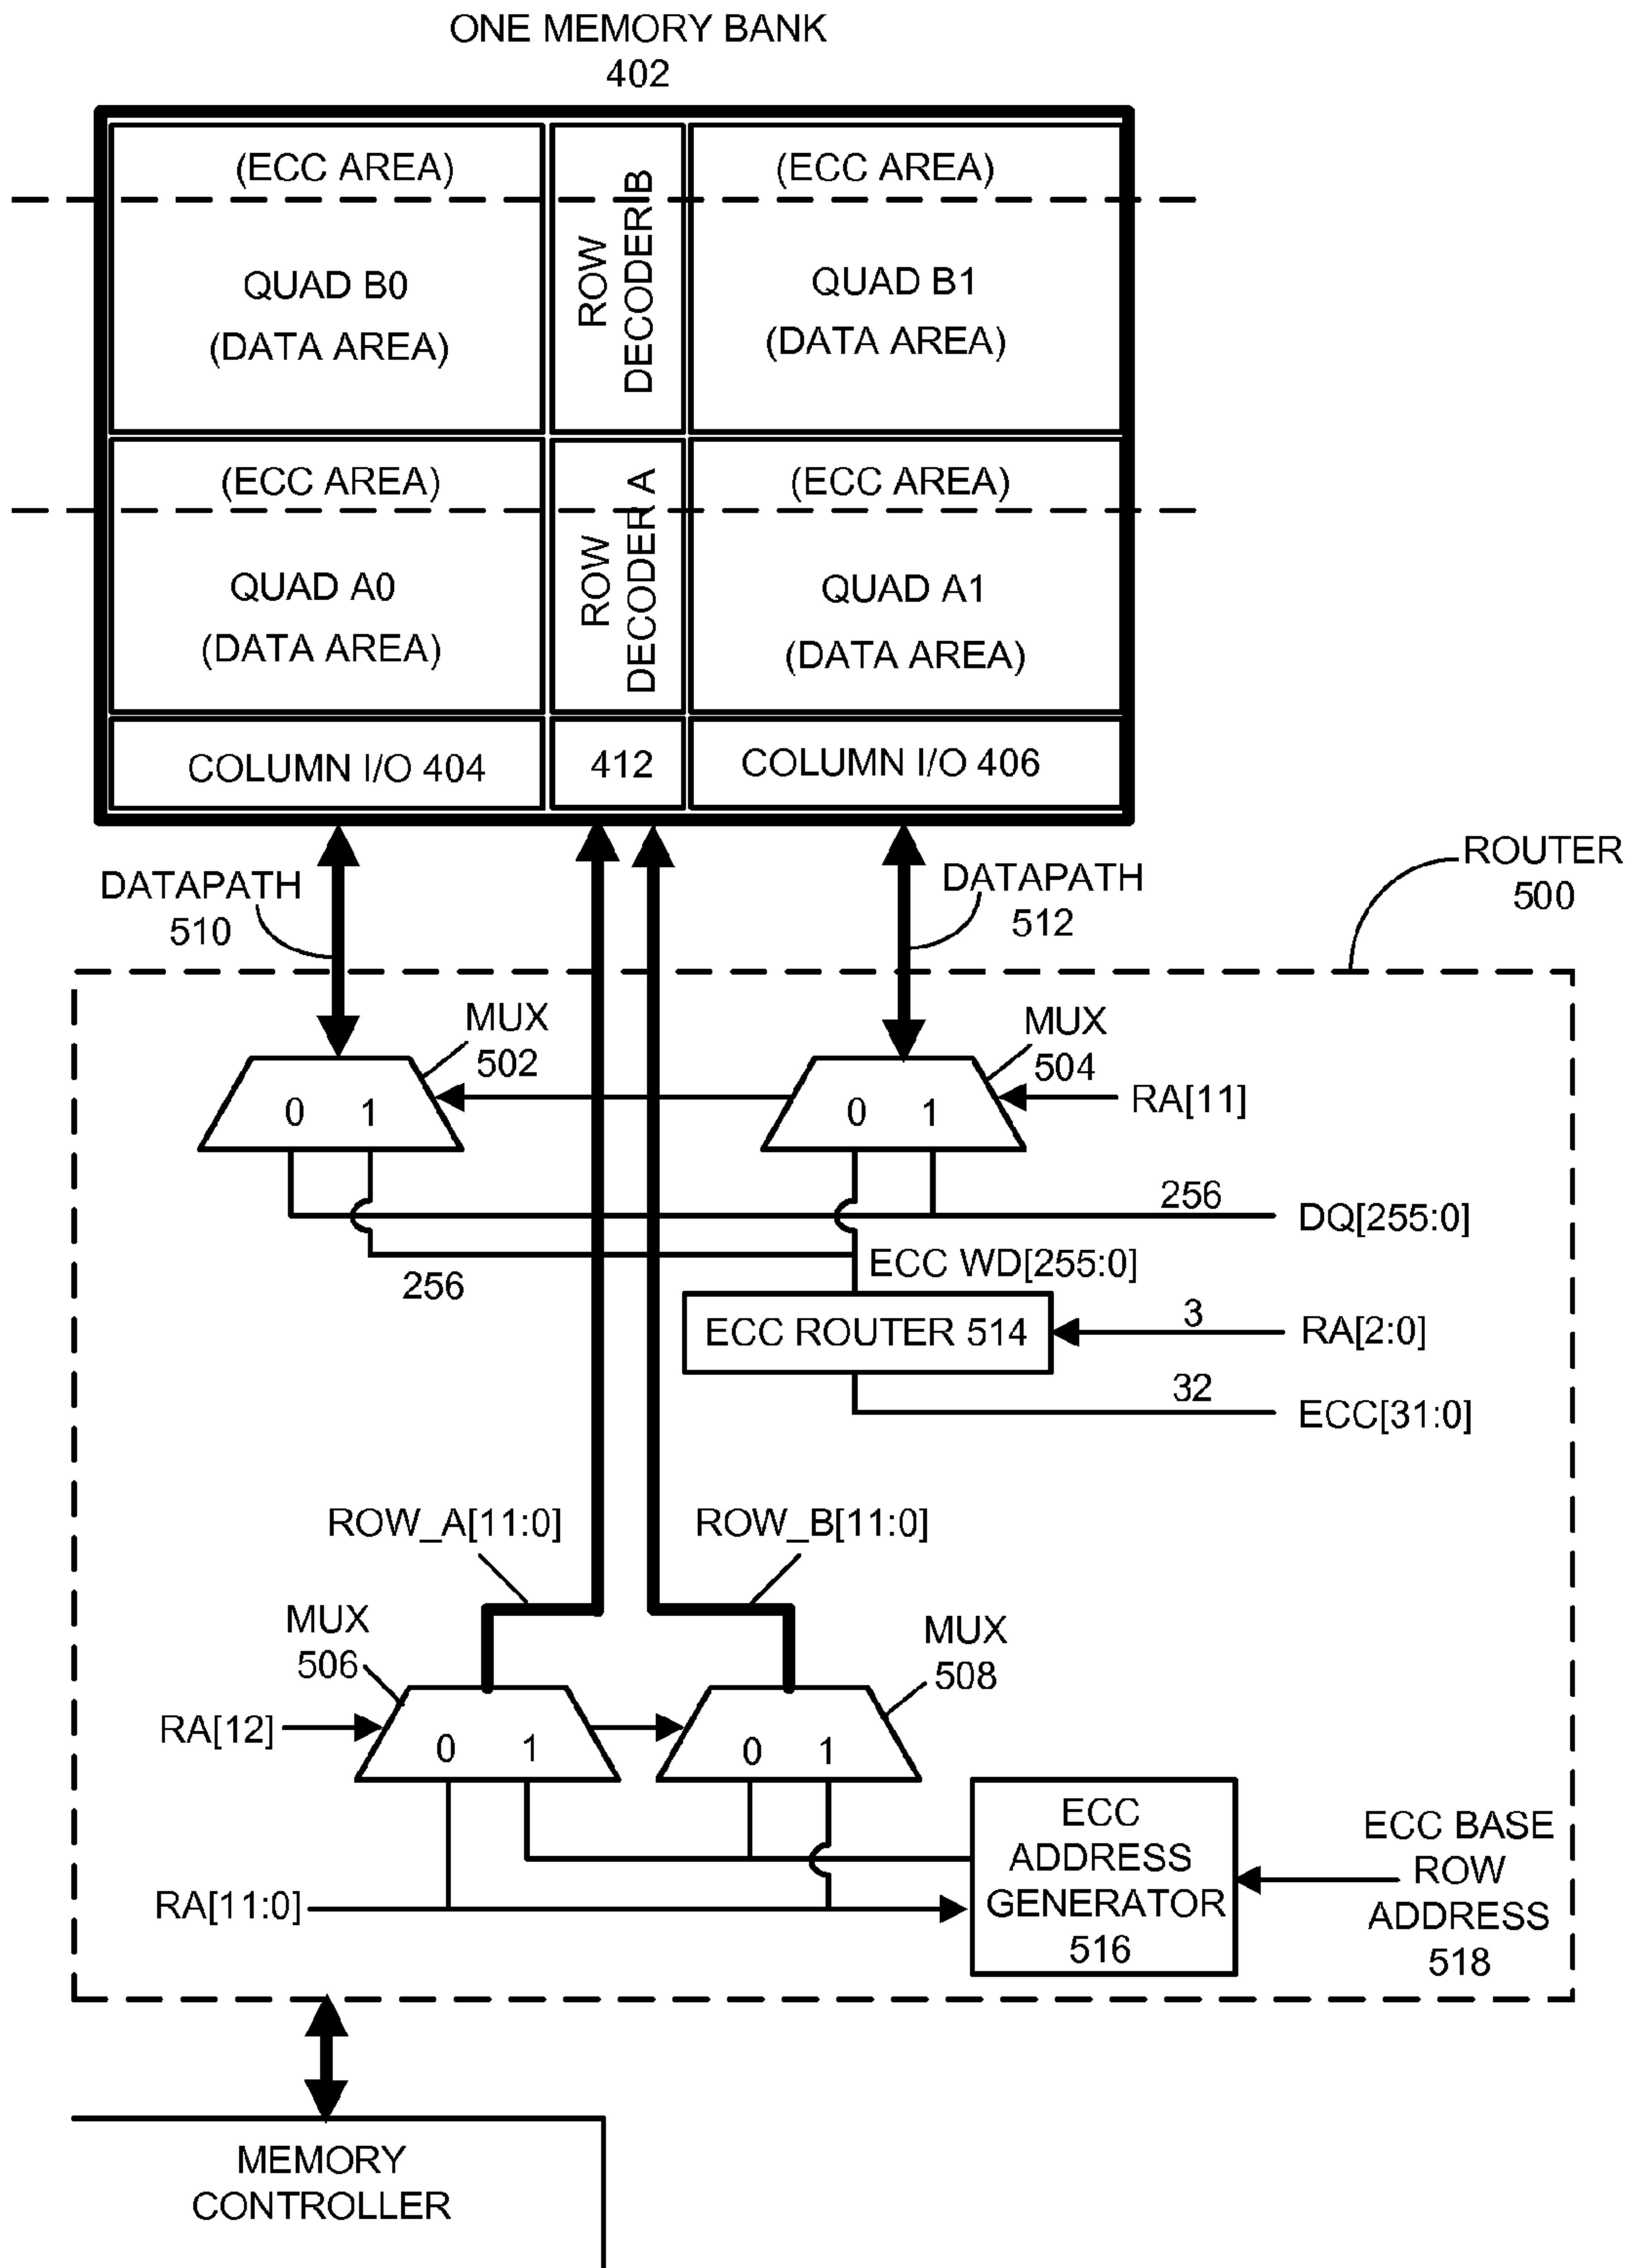 ONE MEMORY BANK
402
(ECC AREA)
ROW
DECODER B
(ECC AREA)
QUAD B0
(DATA AREA)
QUAD B1
(DATA AREA)
(ECC AREA)
ROW
DECODER A
(ECC AREA)
QUAD A0
(DATA AREA)
QUAD A1
(DATA AREA)
COLUMN I/O 404
412
COLUMN I/O 406
DATAPATH
510
DATAPATH
512
ROUTER
500
MUX
502
MUX
504
0 1
0 1
RA[11]
256
DQ[255:0]
256
ECC WD[255:0]
ECC ROUTER 514
3
RA[2:0]
32
ECC[31:0]
ROW_A[11:0]
ROW_B[11:0]
MUX
506
MUX
508
RA[12]
0 1
0 1
ECC
ADDRESS
GENERATOR
516
ECC BASE
ROW
ADDRESS
518
RA[11:0]
MEMORY
CONTROLLER